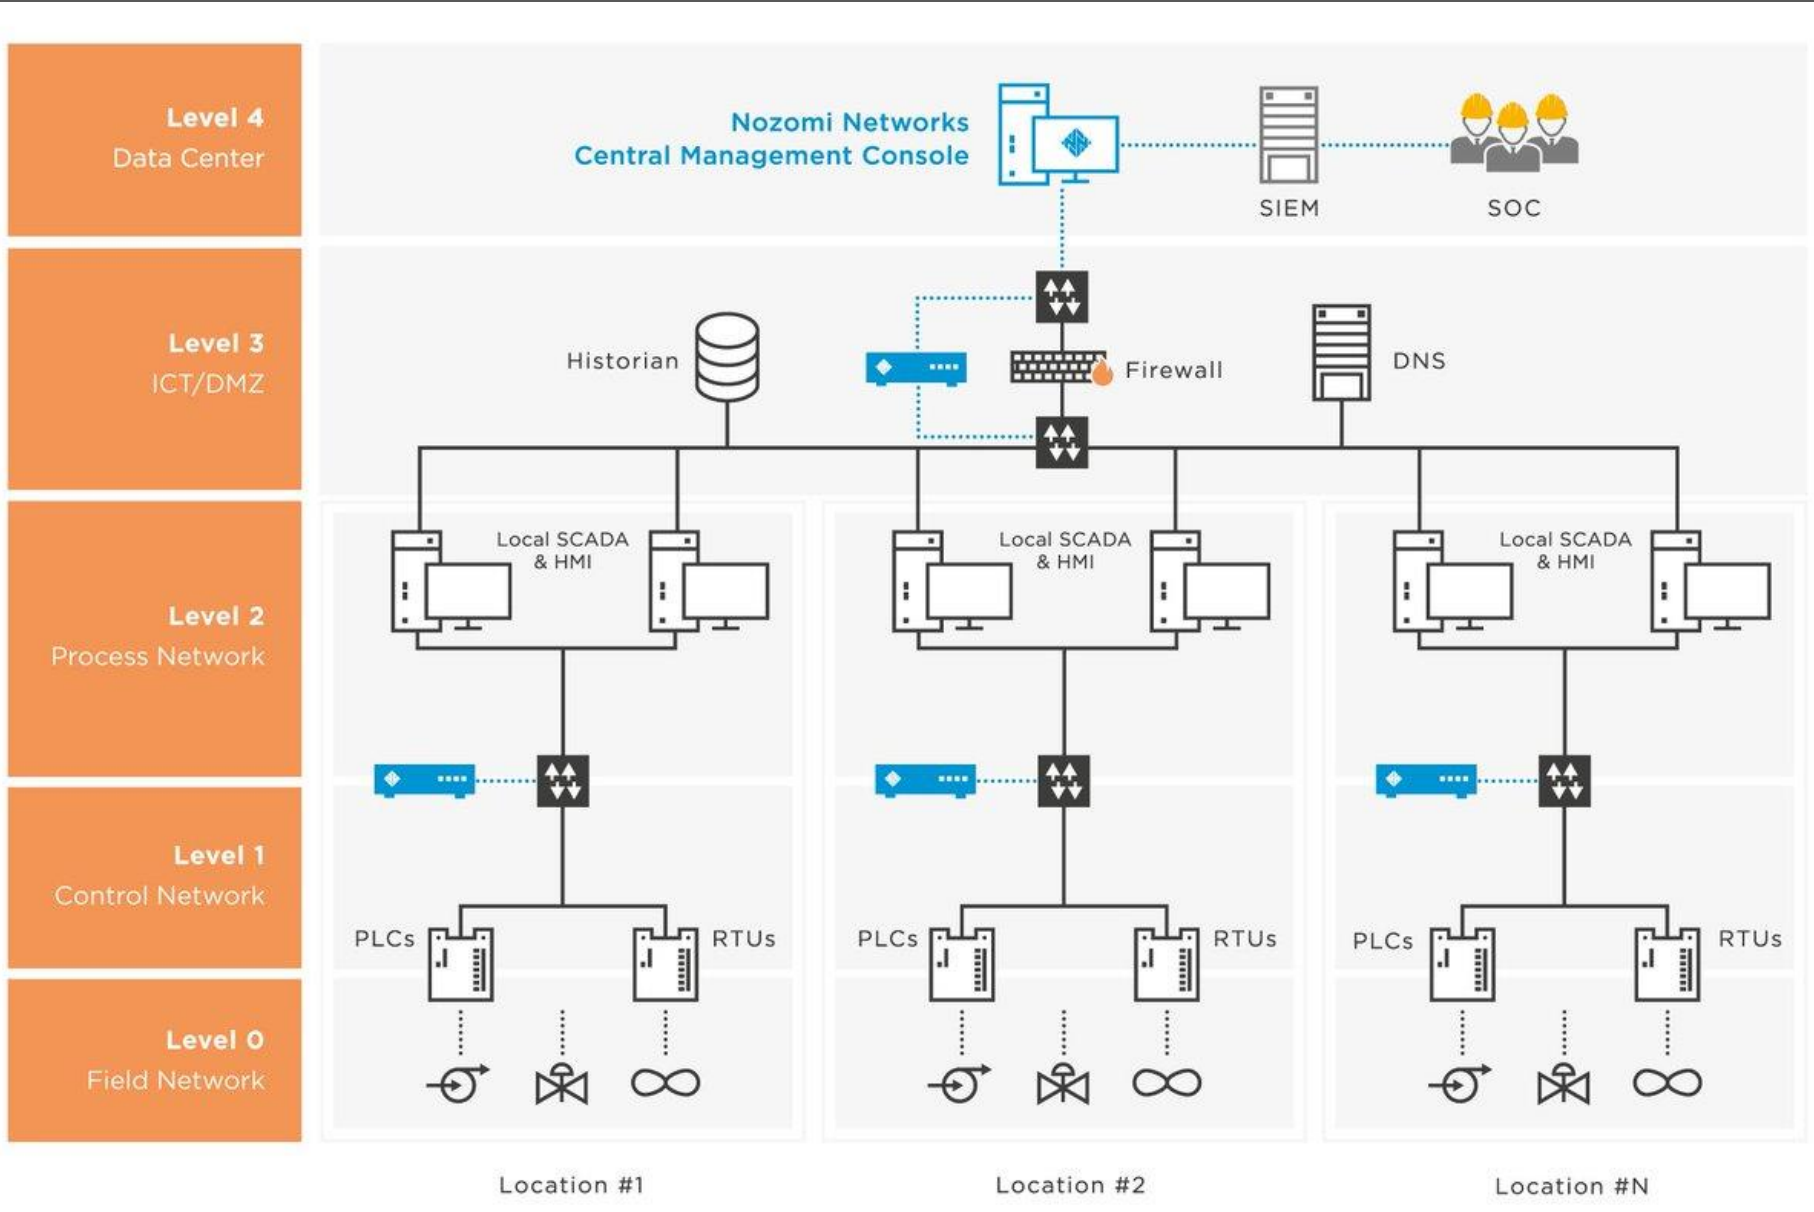 Level 4
Data Center
Nozomi Networks
Central Management Console
SIEM
SOC
Level 3
ICT/DMZ
Historian
Firewall
DNS
Level 2
Process Network
Local SCADA
& HMI
Local SCADA
& HMI
Local SCADA
& HMI
Level 1
Control Network
PLCs
RTUs
PLCs
RTUs
PLCs
RTUs
Level 0
Field Network
Location #1
Location #2
Location #N